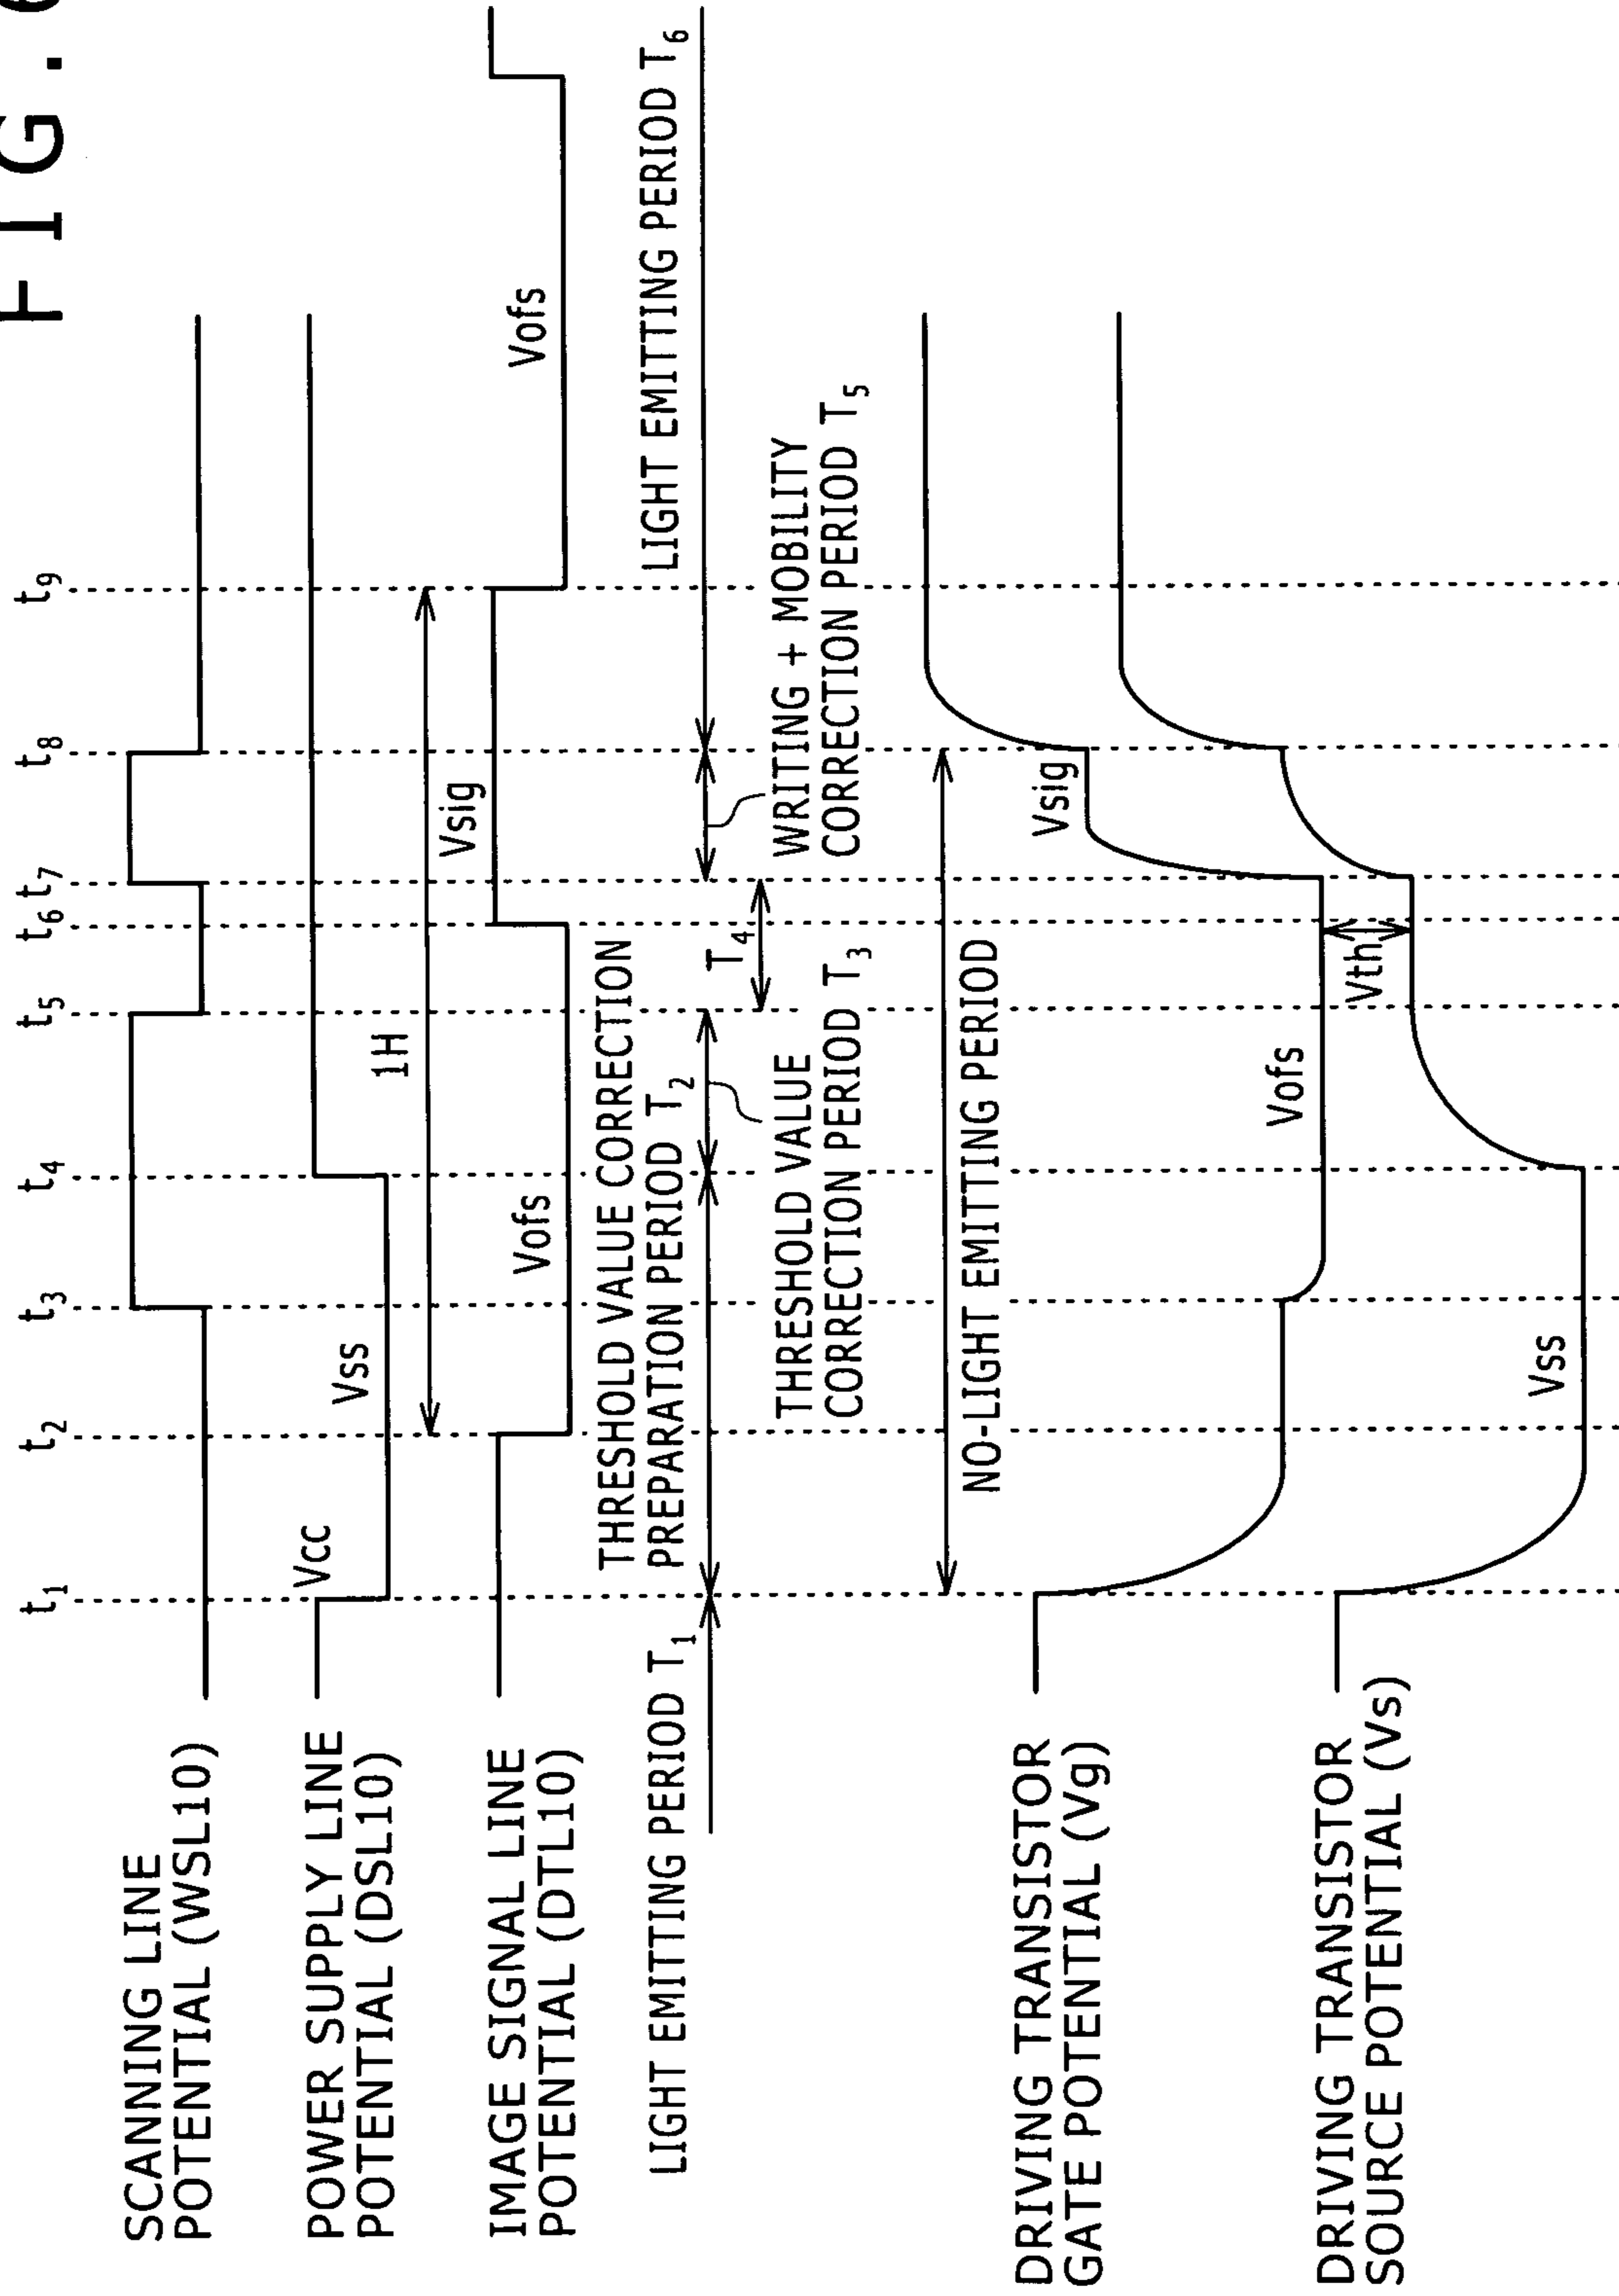 FIG.
t1 t2 t3 t4 t5 t6 t7 t8 t9
SCANNING LINE
POTENTIAL (WSL10)
POWER SUPPLY LINE
POTENTIAL (DSL10)
Vcc
Vss
1H
IMAGE SIGNAL LINE
POTENTIAL (DTL10)
Vofs
Vsig
Vofs
LIGHT EMITTING PERIOD T1
THRESHOLD VALUE CORRECTION
PREPARATION PERIOD T2
THRESHOLD VALUE
CORRECTION PERIOD T3
T4
WRITING + MOBILITY
CORRECTION PERIOD T5
LIGHT EMITTING PERIOD T6
NO-LIGHT EMITTING PERIOD
DRIVING TRANSISTOR
GATE POTENTIAL (Vg)
Vofs
Vsig
Vth
DRIVING TRANSISTOR
SOURCE POTENTIAL (Vs)
Vss